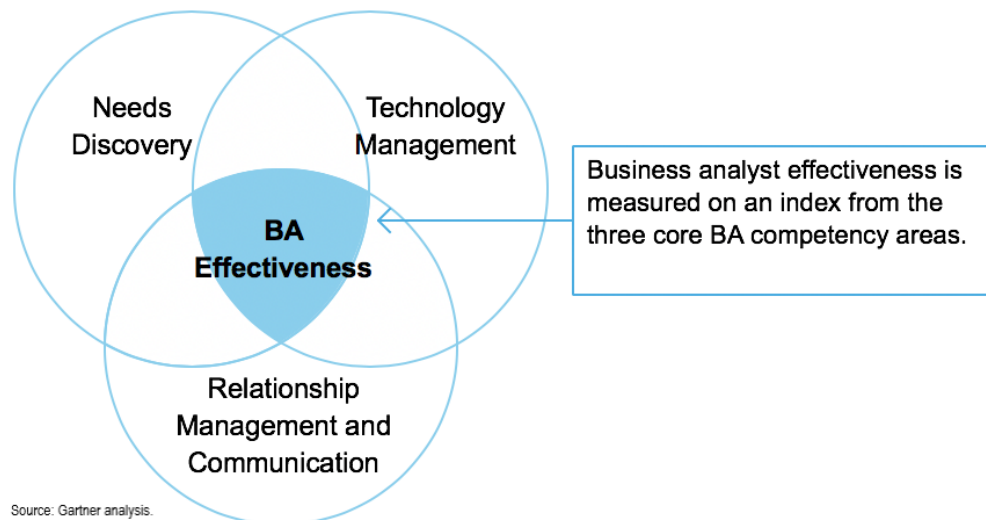 Needs
Discovery
Technology
Management
BA
Effectiveness
Business analyst effectiveness is
measured on an index from the
three core BA competency areas.
Relationship
Management and
Communication
Source: Gartner analysis.